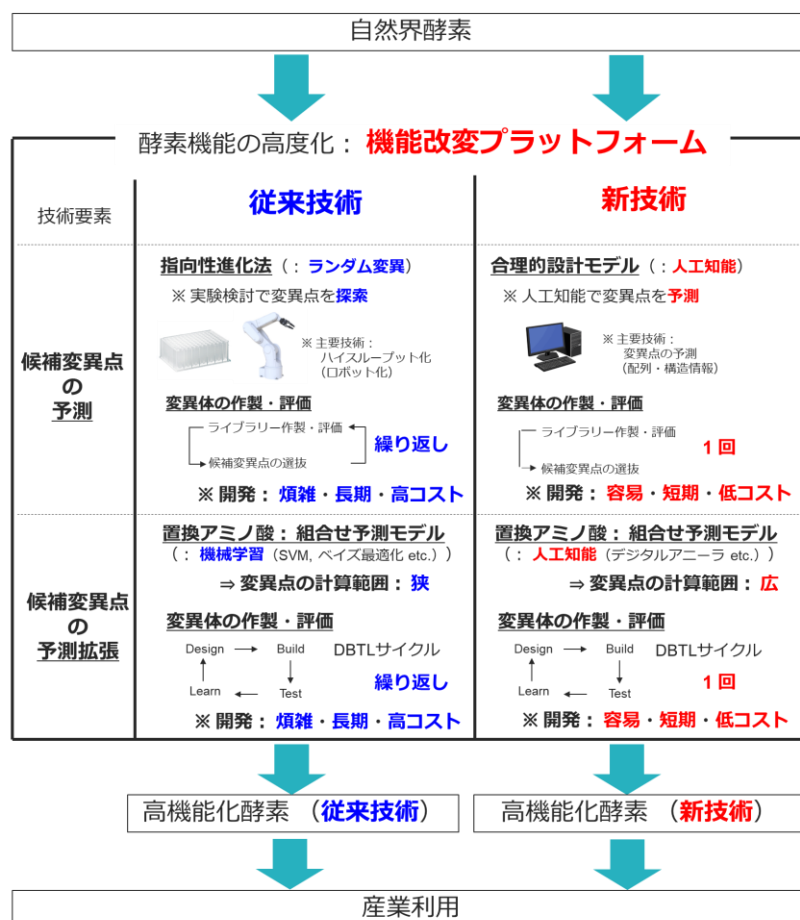 自然界酵素
酵素機能の高度化： 機能改変プラットフォーム
技術要素
従来技術
新技術
候補変異点
の
予測
指向性進化法（：ランダム変異）
※ 実験検討で変異点を探索
※ 主要技術：
ハイスループット化
（ロボット化）
変異体の作製・評価
ライブラリー作製・評価
候補変異点の選抜
繰り返し
※ 開発： 煩雑・長期・高コスト
合理的設計モデル（：人工知能）
※ 人工知能で変異点を予測
※ 主要技術：
変異点の予測
（配列・構造情報）
変異体の作製・評価
ライブラリー作製・評価
候補変異点の選抜
1回
※ 開発： 容易・短期・低コスト
候補変異点
の
予測拡張
置換アミノ酸：組合せ予測モデル
（： 機械学習（SVM, ベイズ最適化 etc.））
⇒ 変異点の計算範囲：狭
変異体の作製・評価
Design Build DBTLサイクル
繰り返し
Learn Test
※ 開発： 煩雑・長期・高コスト
置換アミノ酸：組合せ予測モデル
（： 人工知能（デジタルアニーラ etc.））
⇒ 変異点の計算範囲：広
変異体の作製・評価
Design Build DBTLサイクル
1回
Learn Test
※ 開発： 容易・短期・低コスト
高機能化酵素 （従来技術）
高機能化酵素 （新技術）
産業利用